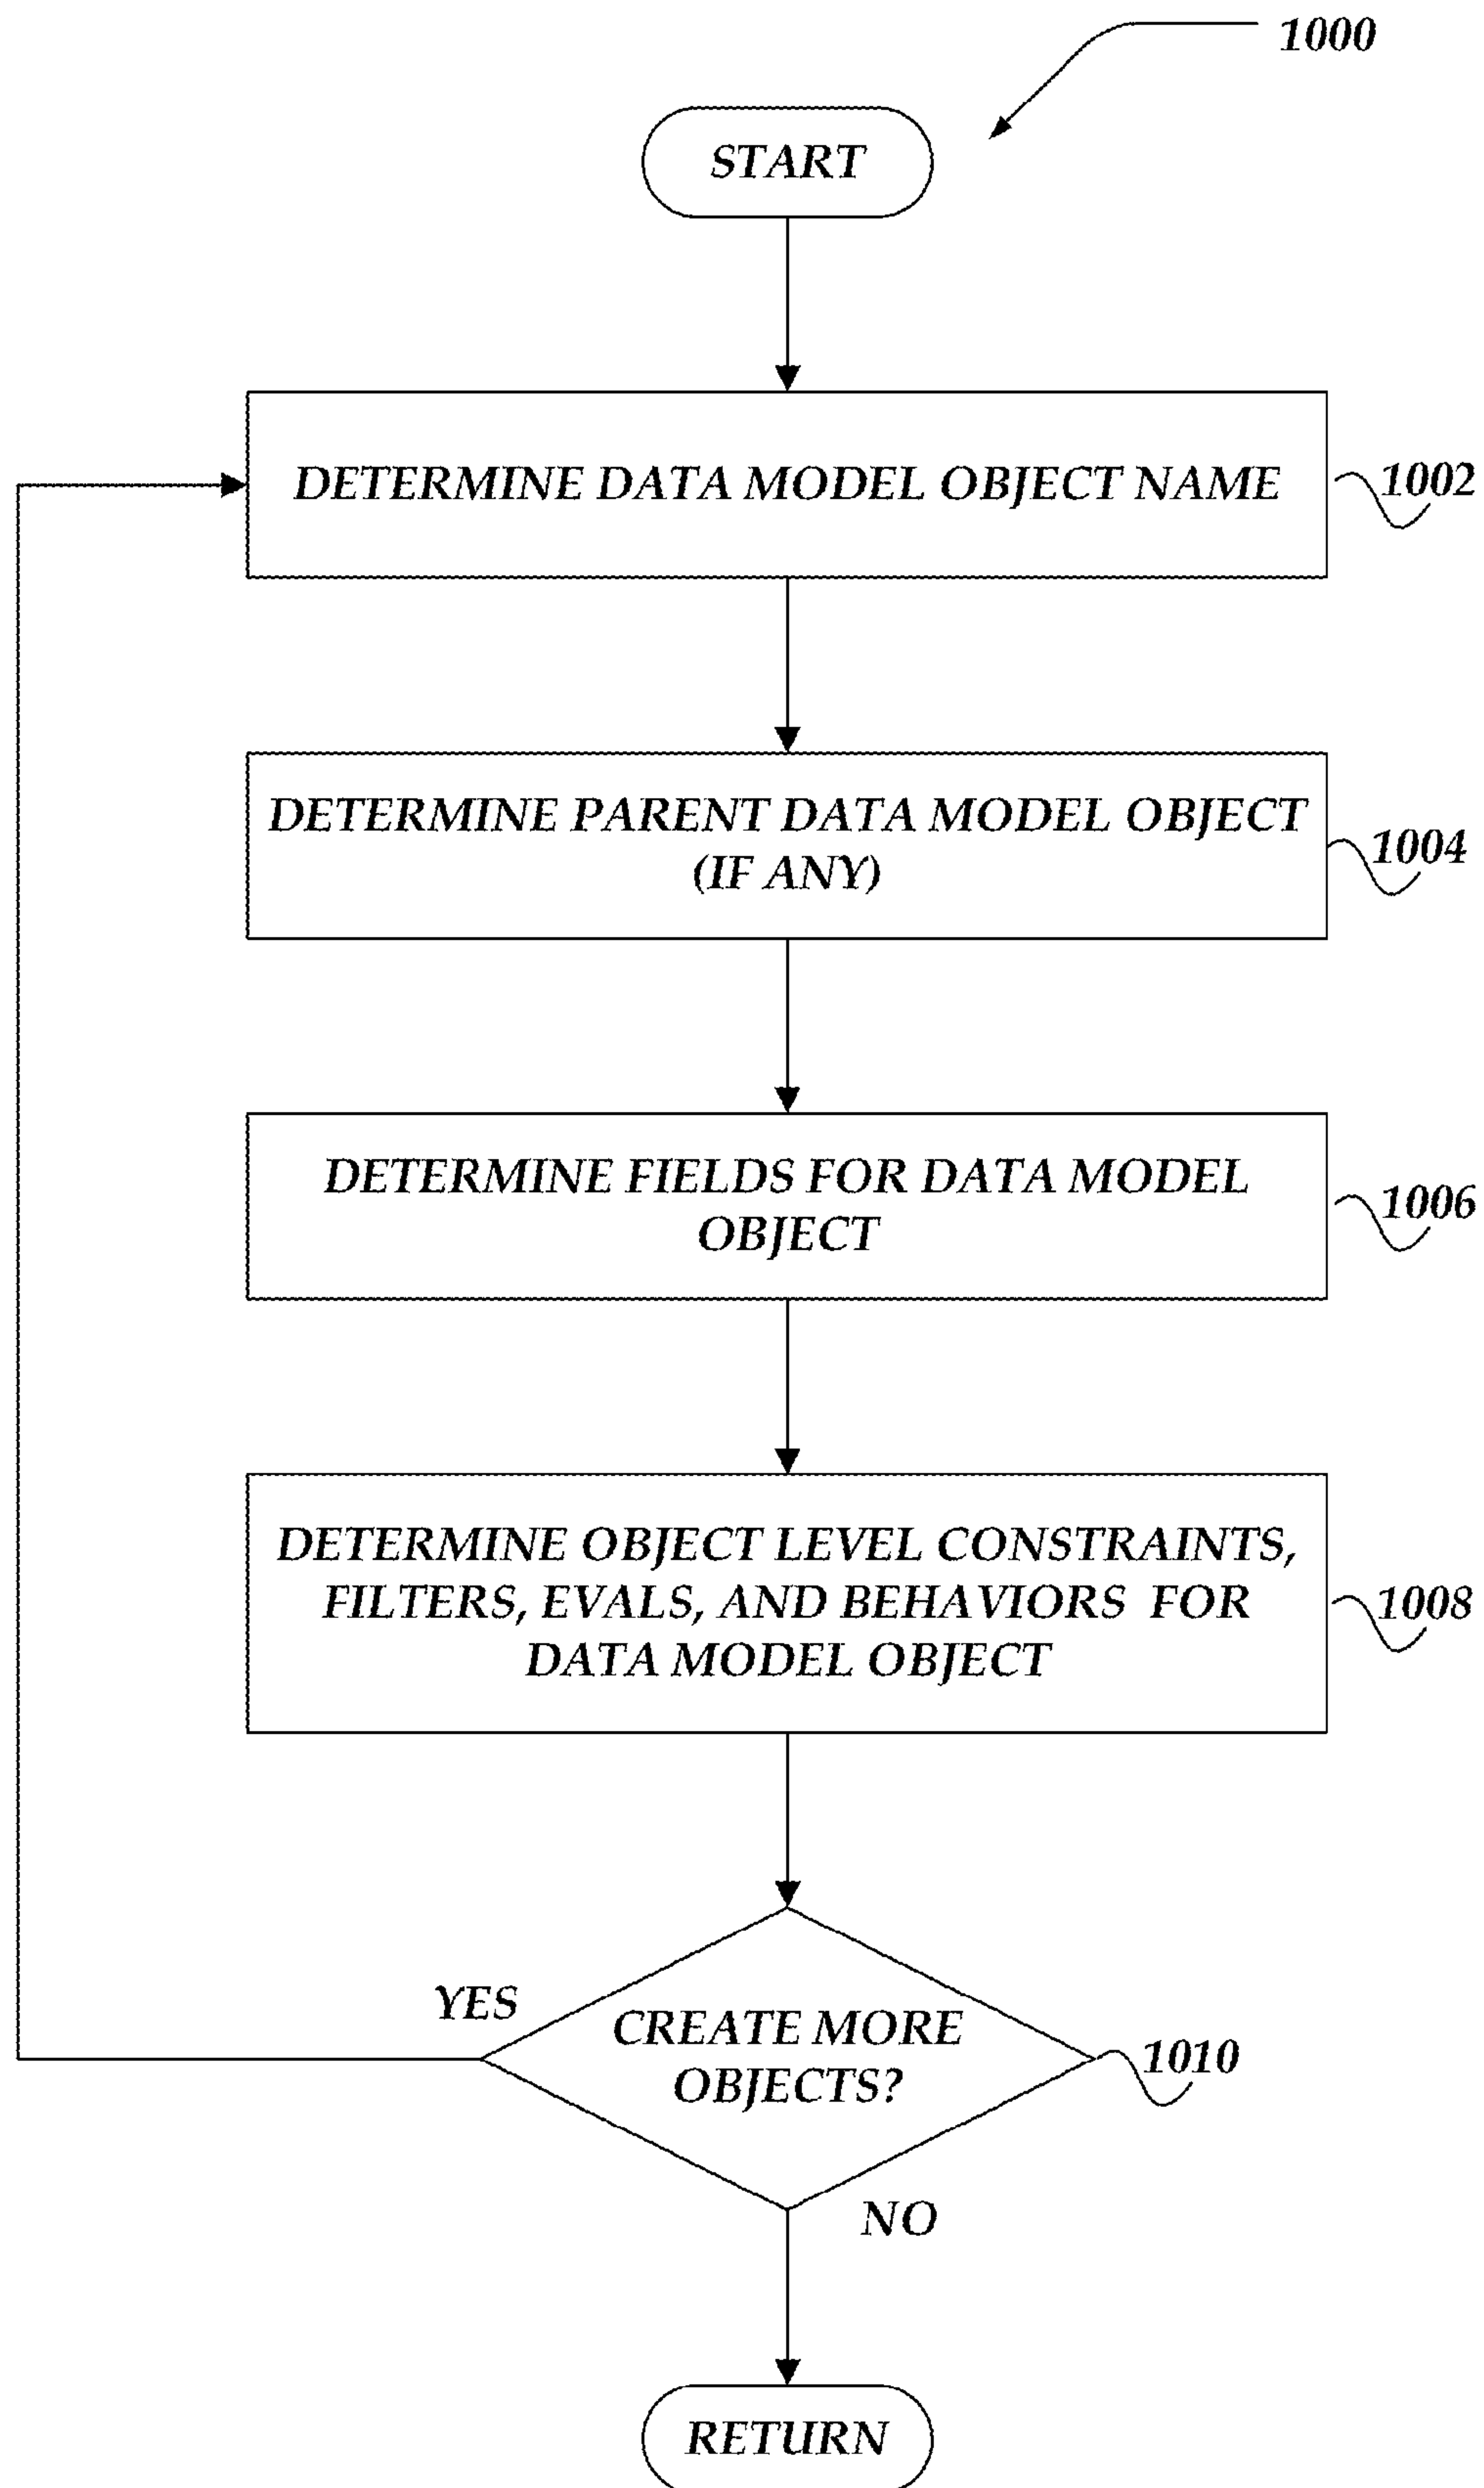 1000
START
DETERMINE DATA MODEL OBJECT NAME
1002
DETERMINE PARENT DATA MODEL OBJECT
(IF ANY)
1004
DETERMINE FIELDS FOR DATA MODEL
OBJECT
1006
DETERMINE OBJECT LEVEL CONSTRAINTS,
FILTERS, EVALS, AND BEHAVIORS FOR
DATA MODEL OBJECT
1008
YES
CREATE MORE
OBJECTS?
1010
NO
RETURN